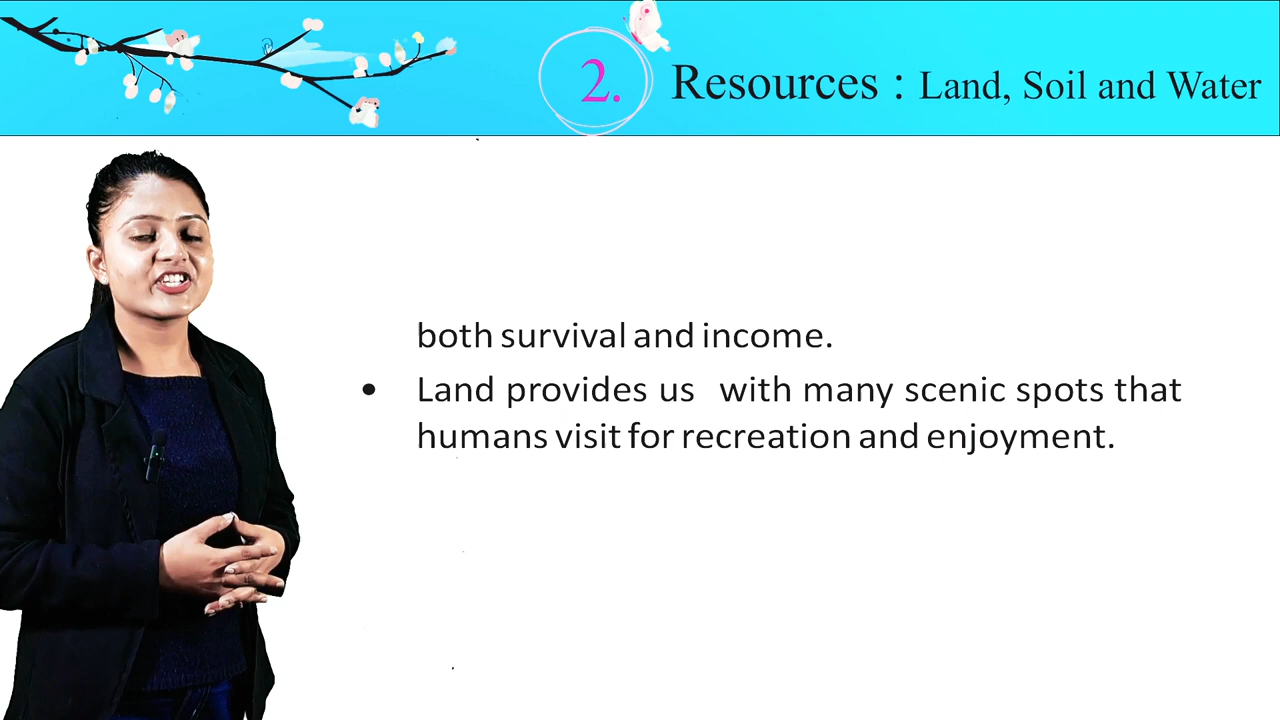 2. Resources : Land, Soil and Water
both survival and income.
• Land provides us with many scenic spots that
humans visit for recreation and enjoyment.